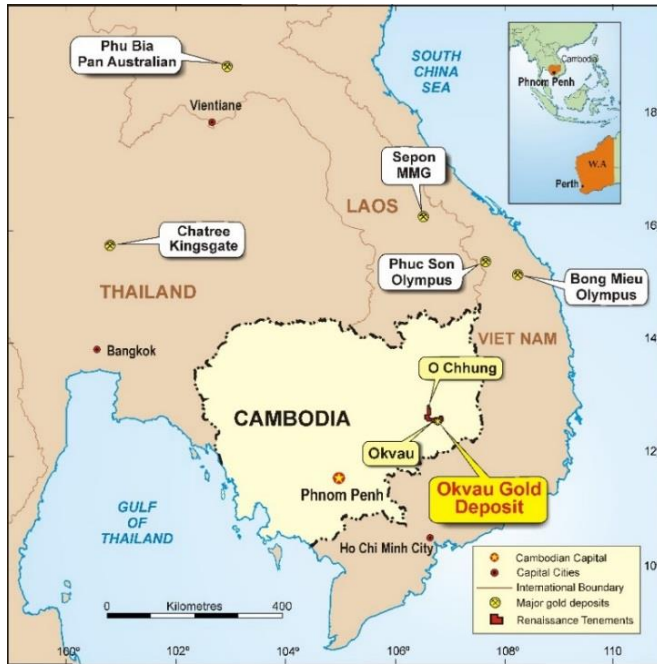 Phu Bia
Pan Australian
Vientiane
SOUTH
CHINA
SEA
Cambodia
Phnom Penh
W.A
Perth
18°
Sepon
MMG
LAOS
16°
Chatree
Kingsgate
Phuc Son
Olympus
Bong Mieu
Olympus
THAILAND
VIET NAM
14°
Bangkok
O Chhung
CAMBODIA
Okvau
12°
Phnom Penh
Okvau Gold
Deposit
GULF
OF
THAILAND
Ho Chi Minh City
10°
Cambodian Capital
Capital Cities
International Boundary
Major gold deposits
Renaissance Tenements
0 Kilometres 400
100° 102° 104° 106° 108° 110